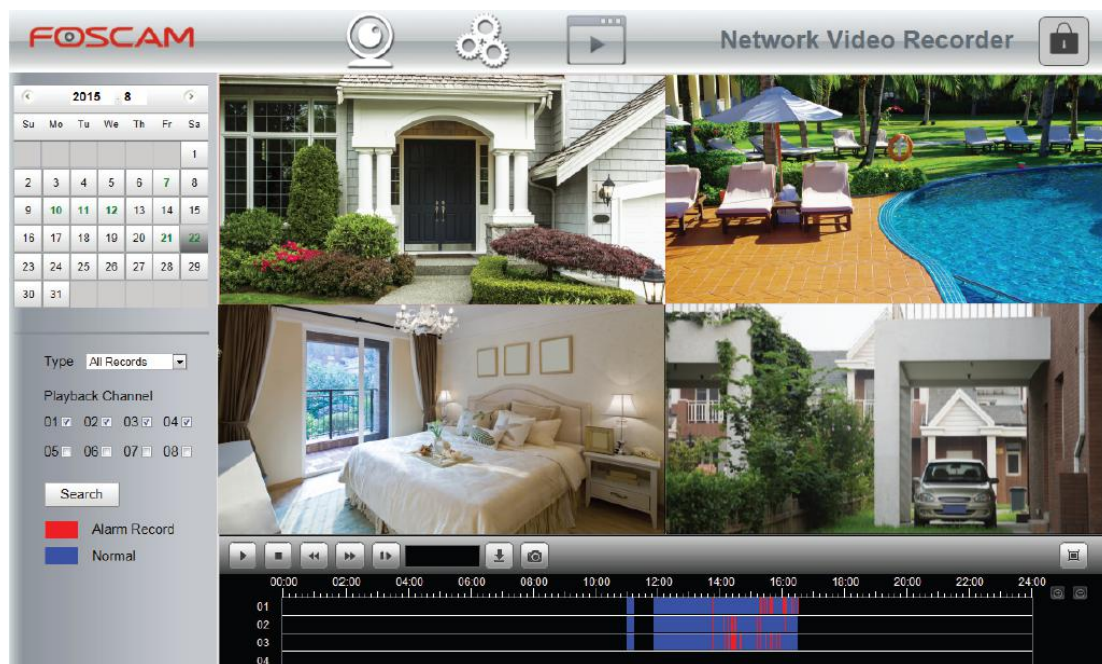 FOSCAM
Network Video Recorder
2015 8
Su Mo Tu We Th Fr Sa
1
2 3 4 5 6 7 8
9 10 11 12 13 14 15
16 17 18 19 20 21 22
23 24 25 26 27 28 29
30 31
Type All Records
Playback Channel
01 02 03 04
05 06 07 08
Search
Alarm Record
Normal
00:00 02:00 04:00 06:00 08:00 10:00 12:00 14:00 16:00 18:00 20:00 22:00 24:00
01
02
03
04